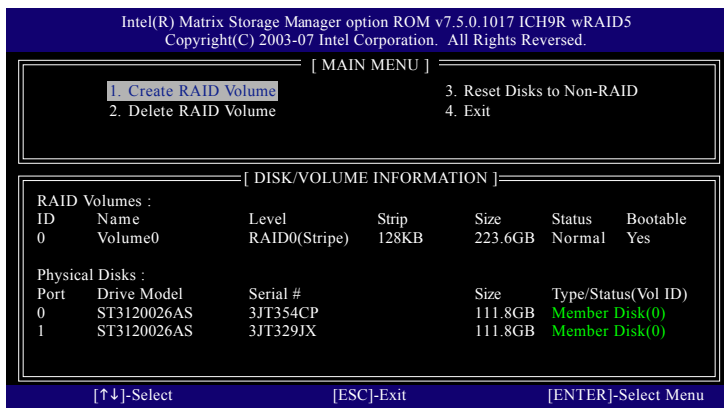 Intel(R) Matrix Storage Manager option ROM v7.5.0.1017 ICH9R wRAID5
Copyright(C) 2003-07 Intel Corporation. All Rights Reversed.
[ MAIN MENU ]
1. Create RAID Volume 3. Reset Disks to Non-RAID
2. Delete RAID Volume 4. Exit
[ DISK/VOLUME INFORMATION ]
RAID Volumes :
ID Name Level Strip Size Status Bootable
0 Volume0 RAID0(Stripe) 128KB 223.6GB Normal Yes
Physical Disks :
Port Drive Model Serial # Size Type/Status(Vol ID)
0 ST3120026AS 3JT354CP 111.8GB Member Disk(0)
1 ST3120026AS 3JT329JX 111.8GB Member Disk(0)
[↑↓]-Select [ESC]-Exit [ENTER]-Select Menu